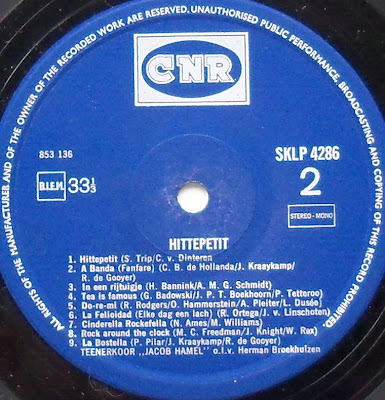 ALL RIGHTS OF THE MANUFACTURER AND OF THE OWNER OF THE RECORDED WORK ARE RESERVED. UNAUTHORISED PUBLIC PERFORMANCE, BROADCASTING AND COPYING OF THIS RECORD PROHIBITED.
CNR
853 136
SKLP 4286
B.I.E.M. 33⅓
2
STEREO - MONO
HITTEPETIT
1. Hittepetit (S. Trip/C. v. Dinteren
2. A Banda (Fanfare) (C. B. de Hollanda/J. Kraaykamp/
R. de Gooyer)
3. In een rijtuigje (H. Bannink/A. M. G. Schmidt)
4. Tea is famous (G. Badowski/J. P. T. Boekhoorn/P. Tetteroo)
5. Do-re-mi (R. Rodgers/O. Hammerstein/A. Pleiter/L. Dusée)
6. La Felicidad (Elke dag een lach) (R. Ortega/J. v. Linschoten)
7. Cinderella Rockefella (N. Ames/M. Williams)
8. Rock around the clock (M. C. Freedman/J. Knight/W. Rex)
9. La Bostella (P. Pilar/J. Kraaykamp/R. de Gooyer)
TEENERKOOR „JACOB HAMEL” o.l.v. Herman Broekhuizen